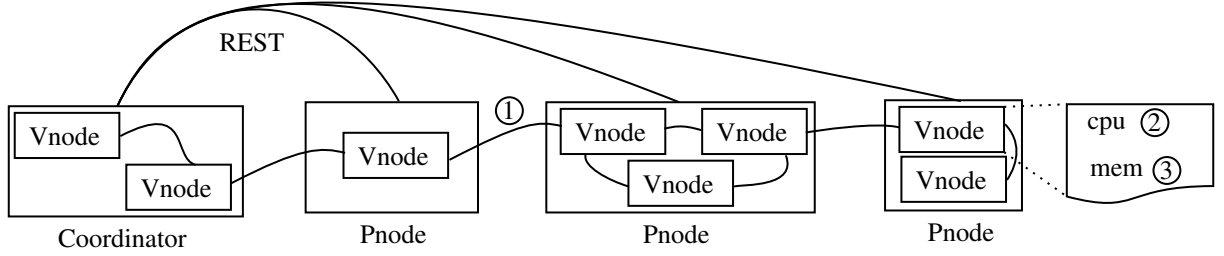 REST
①
Vnode
Vnode
Coordinator
Vnode
Pnode
Vnode
Vnode
Vnode
Pnode
Vnode
Vnode
Pnode
cpu ②
mem ③